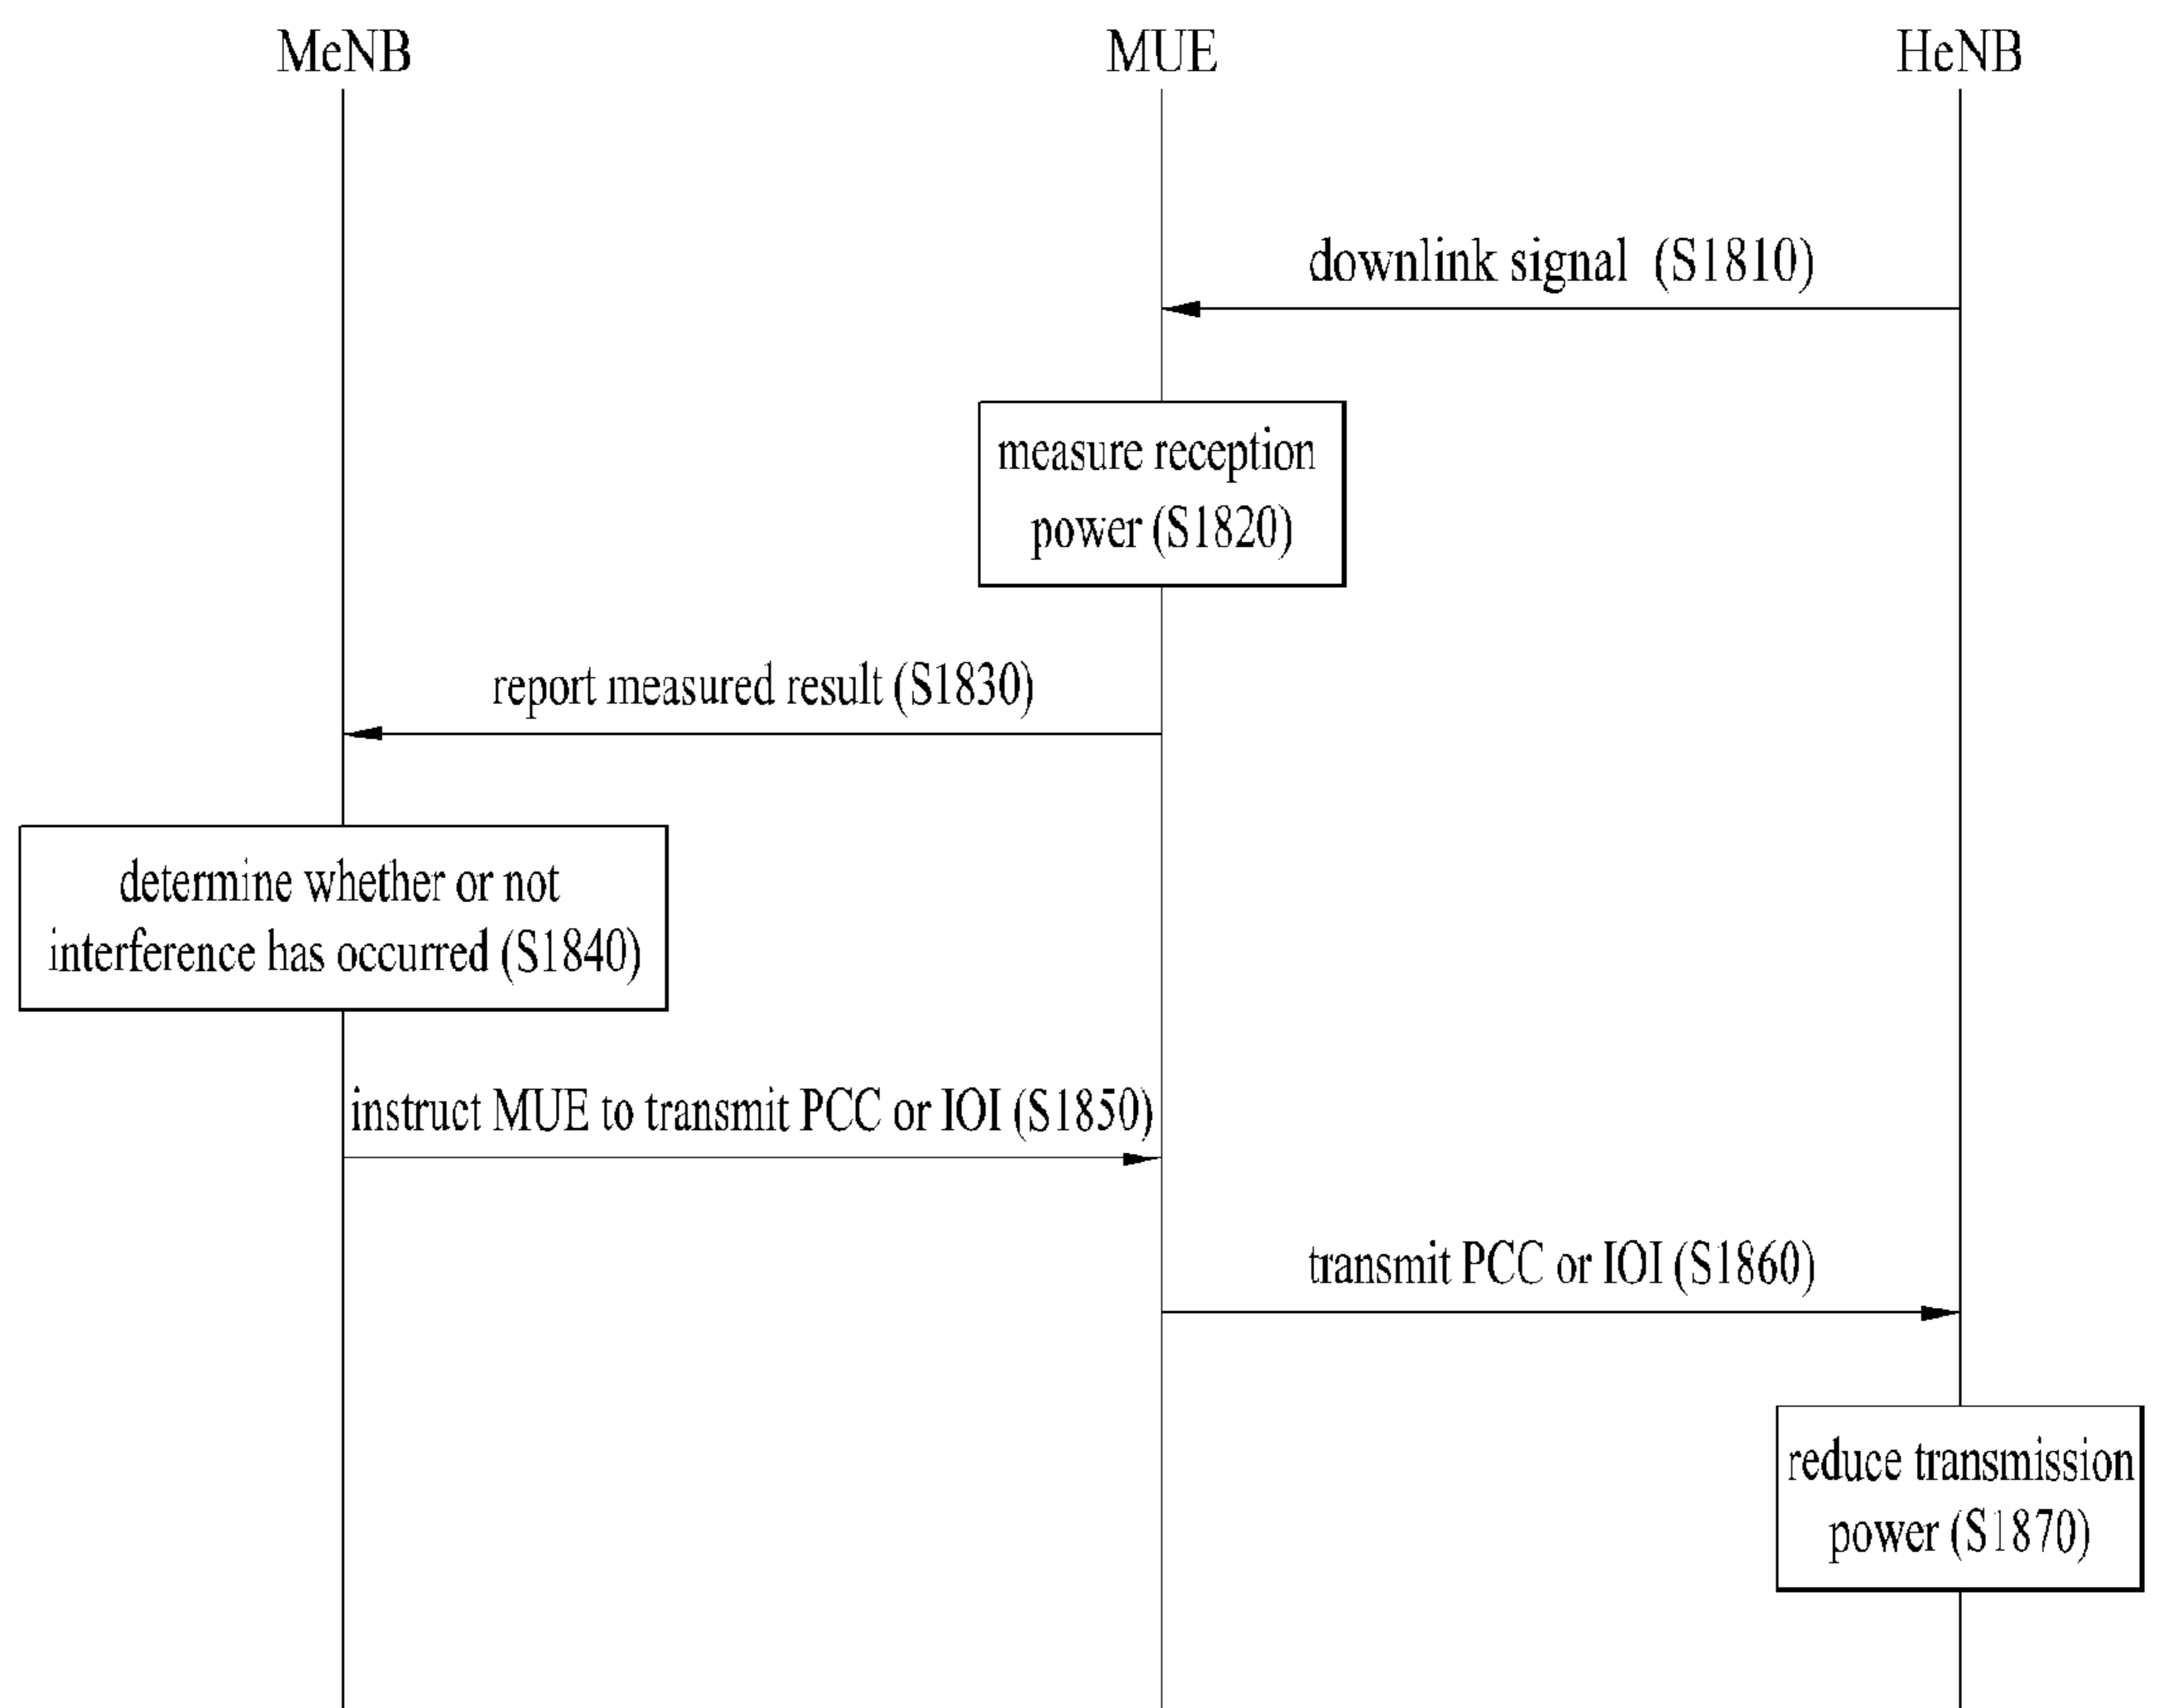 MeNB
MUE
HeNB
downlink signal (S1810)
measure reception
power (S1820)
report measured result (S1830)
determine whether or not
interference has occurred (S1840)
instruct MUE to transmit PCC or IOI (S1850)
transmit PCC or IOI (S1860)
reduce transmission
power (S1870)